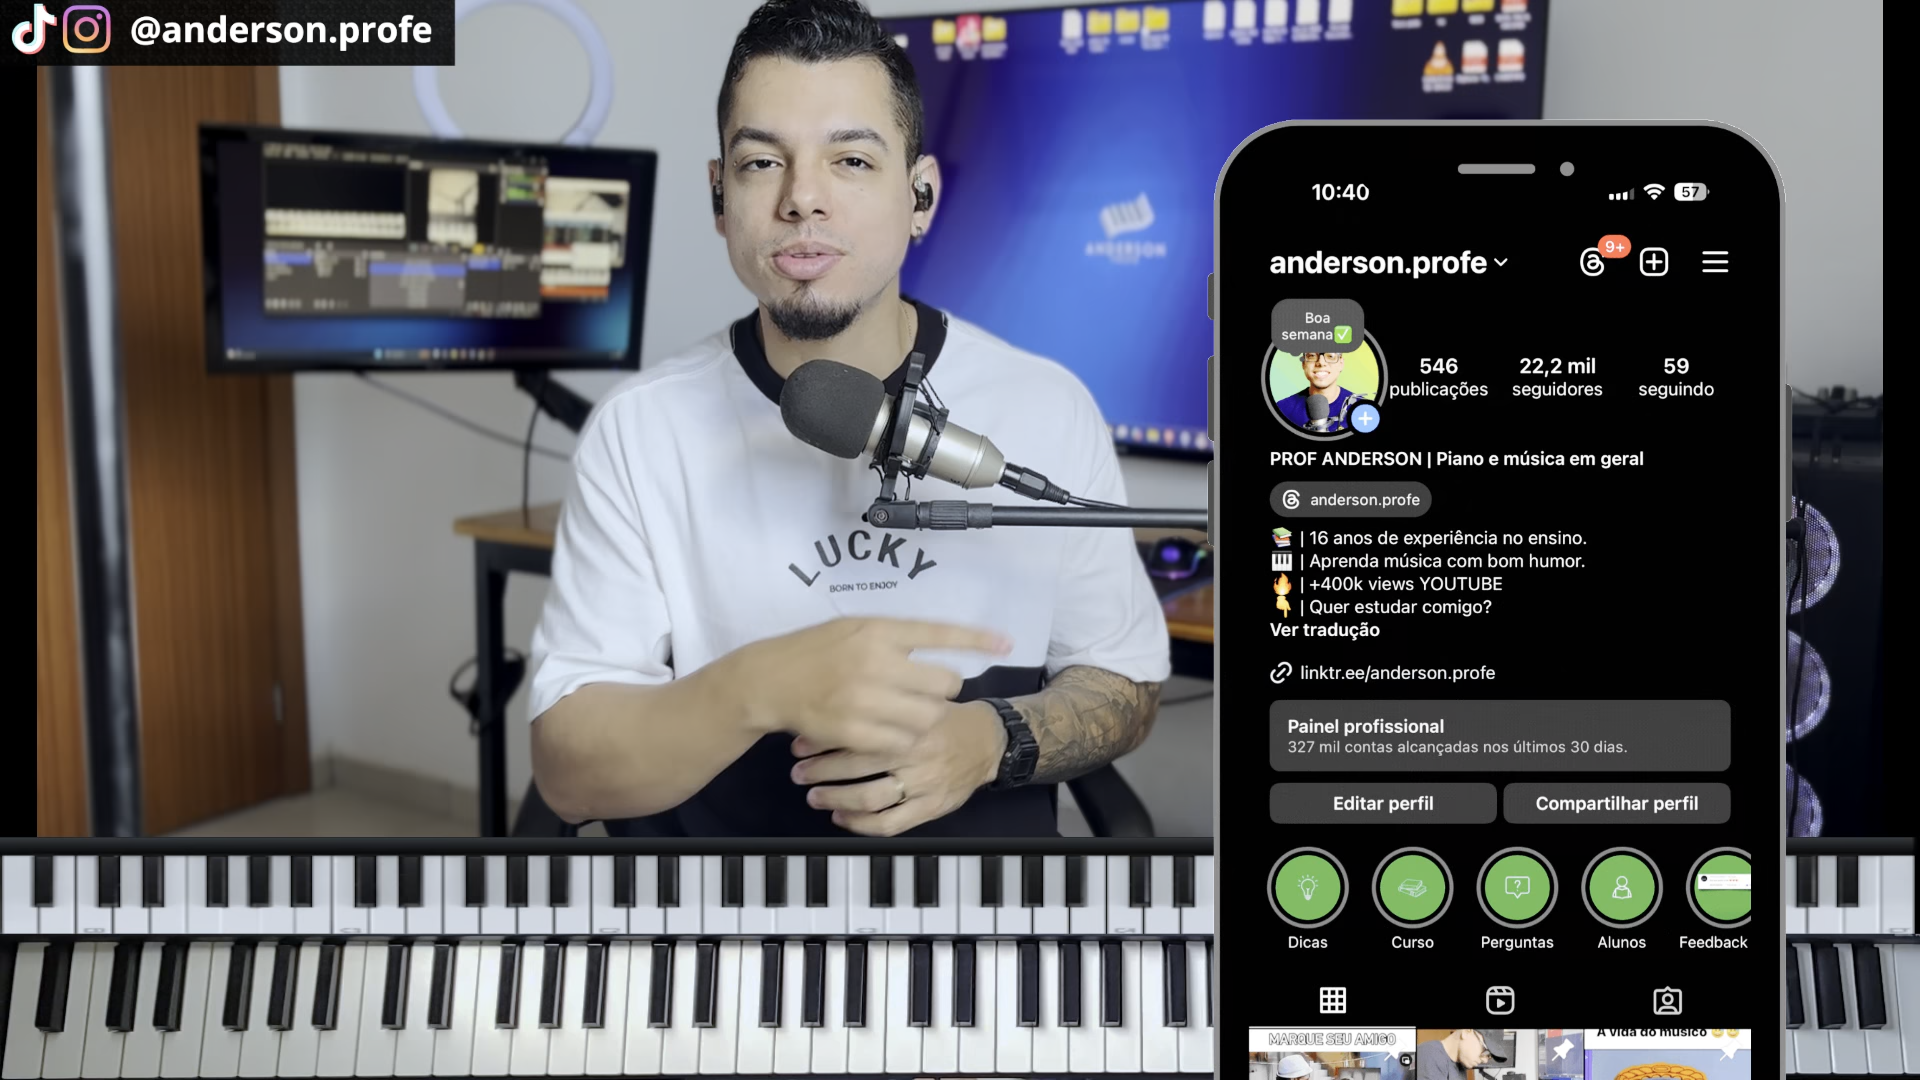 @anderson.profe
ANDERSON
LUCKY
BORN TO ENJOY
10:40
57
anderson.profe
9+
Boa
semana✅
546
publicações
22,2 mil
seguidores
59
seguindo
PROF ANDERSON | Piano e música em geral
anderson.profe
📚 | 16 anos de experiência no ensino.
🎹 | Aprenda música com bom humor.
🔥 | +400k views YOUTUBE
👇 | Quer estudar comigo?
Ver tradução
linktr.ee/anderson.profe
Painel profissional
327 mil contas alcançadas nos últimos 30 dias.
Editar perfil
Compartilhar perfil
Dicas
Curso
Perguntas
Alunos
Feedback
MARQUE SEU AMIGO
A vida do músico